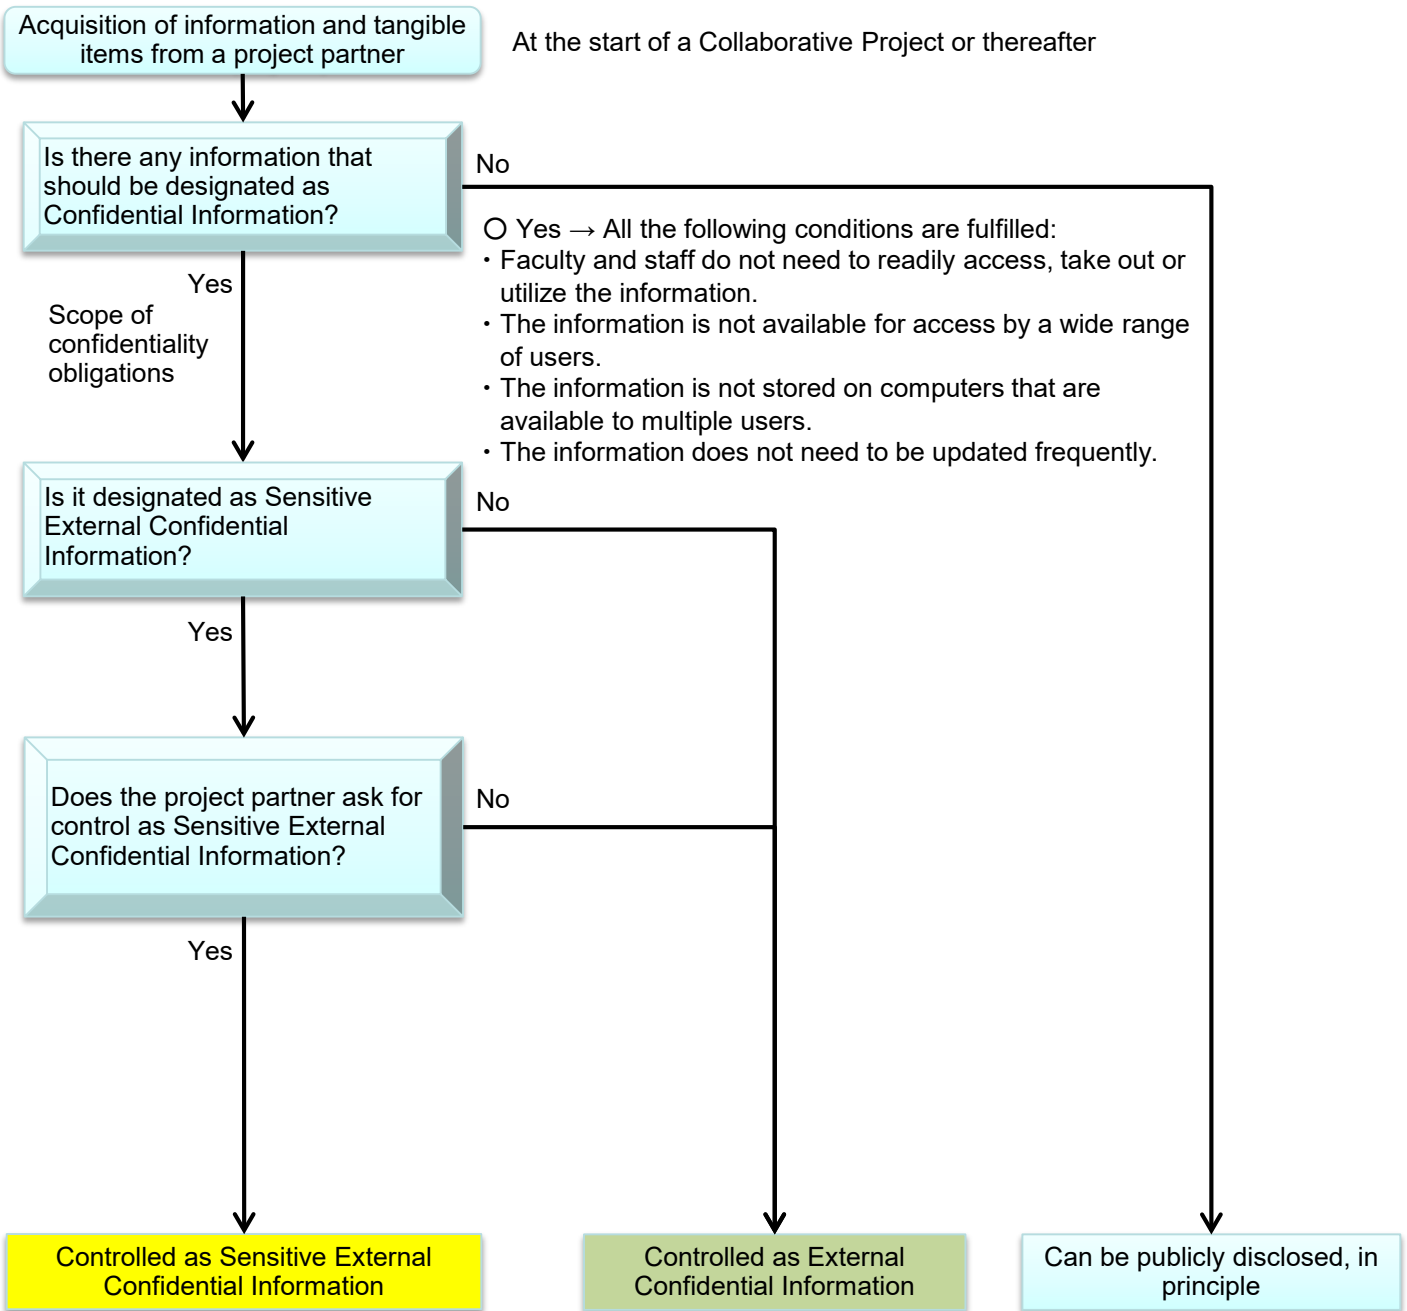 Acquisition of information and tangible
items from a project partner
At the start of a Collaborative Project or thereafter
Is there any information that
should be designated as
Confidential Information?
No
Yes
Scope of
confidentiality
obligations
○ Yes → All the following conditions are fulfilled:
・Faculty and staff do not need to readily access, take out or
utilize the information.
・The information is not available for access by a wide range
of users.
・The information is not stored on computers that are
available to multiple users.
・The information does not need to be updated frequently.
Is it designated as Sensitive
External Confidential
Information?
No
Yes
Does the project partner ask for
control as Sensitive External
Confidential Information?
No
Yes
Controlled as Sensitive External
Confidential Information
Controlled as External
Confidential Information
Can be publicly disclosed, in
principle